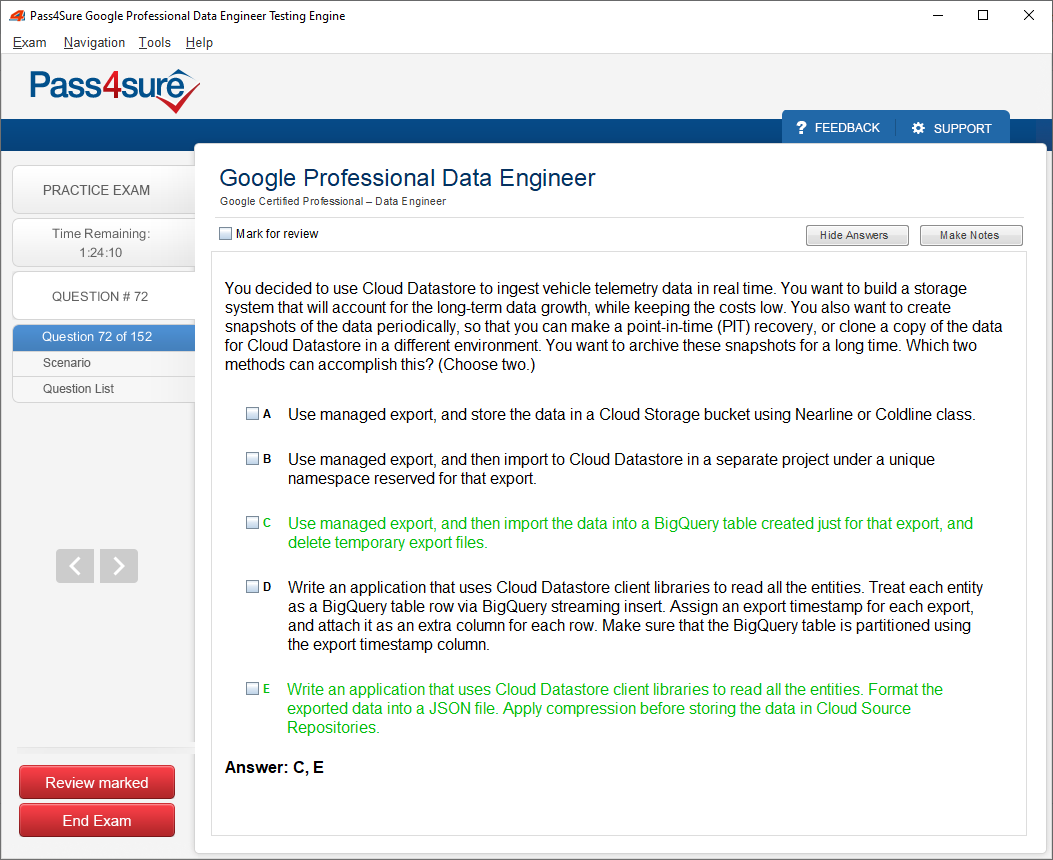 Pass4Sure Google Professional Data Engineer Testing Engine
Exam Navigation Tools Help
Pass4sure
? FEEDBACK SUPPORT
PRACTICE EXAM
Time Remaining:
1:24:10
QUESTION # 72
Question 72 of 152
Scenario
Question List
Google Professional Data Engineer
Google Certified Professional – Data Engineer
Mark for review
Hide Answers Make Notes
You decided to use Cloud Datastore to ingest vehicle telemetry data in real time. You want to build a storage
system that will account for the long-term data growth, while keeping the costs low. You also want to create
snapshots of the data periodically, so that you can make a point-in-time (PIT) recovery, or clone a copy of the data
for Cloud Datastore in a different environment. You want to archive these snapshots for a long time. Which two
methods can accomplish this? (Choose two.)
A Use managed export, and store the data in a Cloud Storage bucket using Nearline or Coldline class.
B Use managed export, and then import to Cloud Datastore in a separate project under a unique
namespace reserved for that export.
C Use managed export, and then import the data into a BigQuery table created just for that export, and
delete temporary export files.
D Write an application that uses Cloud Datastore client libraries to read all the entities. Treat each entity
as a BigQuery table row via BigQuery streaming insert. Assign an export timestamp for each export,
and attach it as an extra column for each row. Make sure that the BigQuery table is partitioned using
the export timestamp column.
E Write an application that uses Cloud Datastore client libraries to read all the entities. Format the
exported data into a JSON file. Apply compression before storing the data in Cloud Source
Repositories.
Answer: C, E
Review marked
End Exam